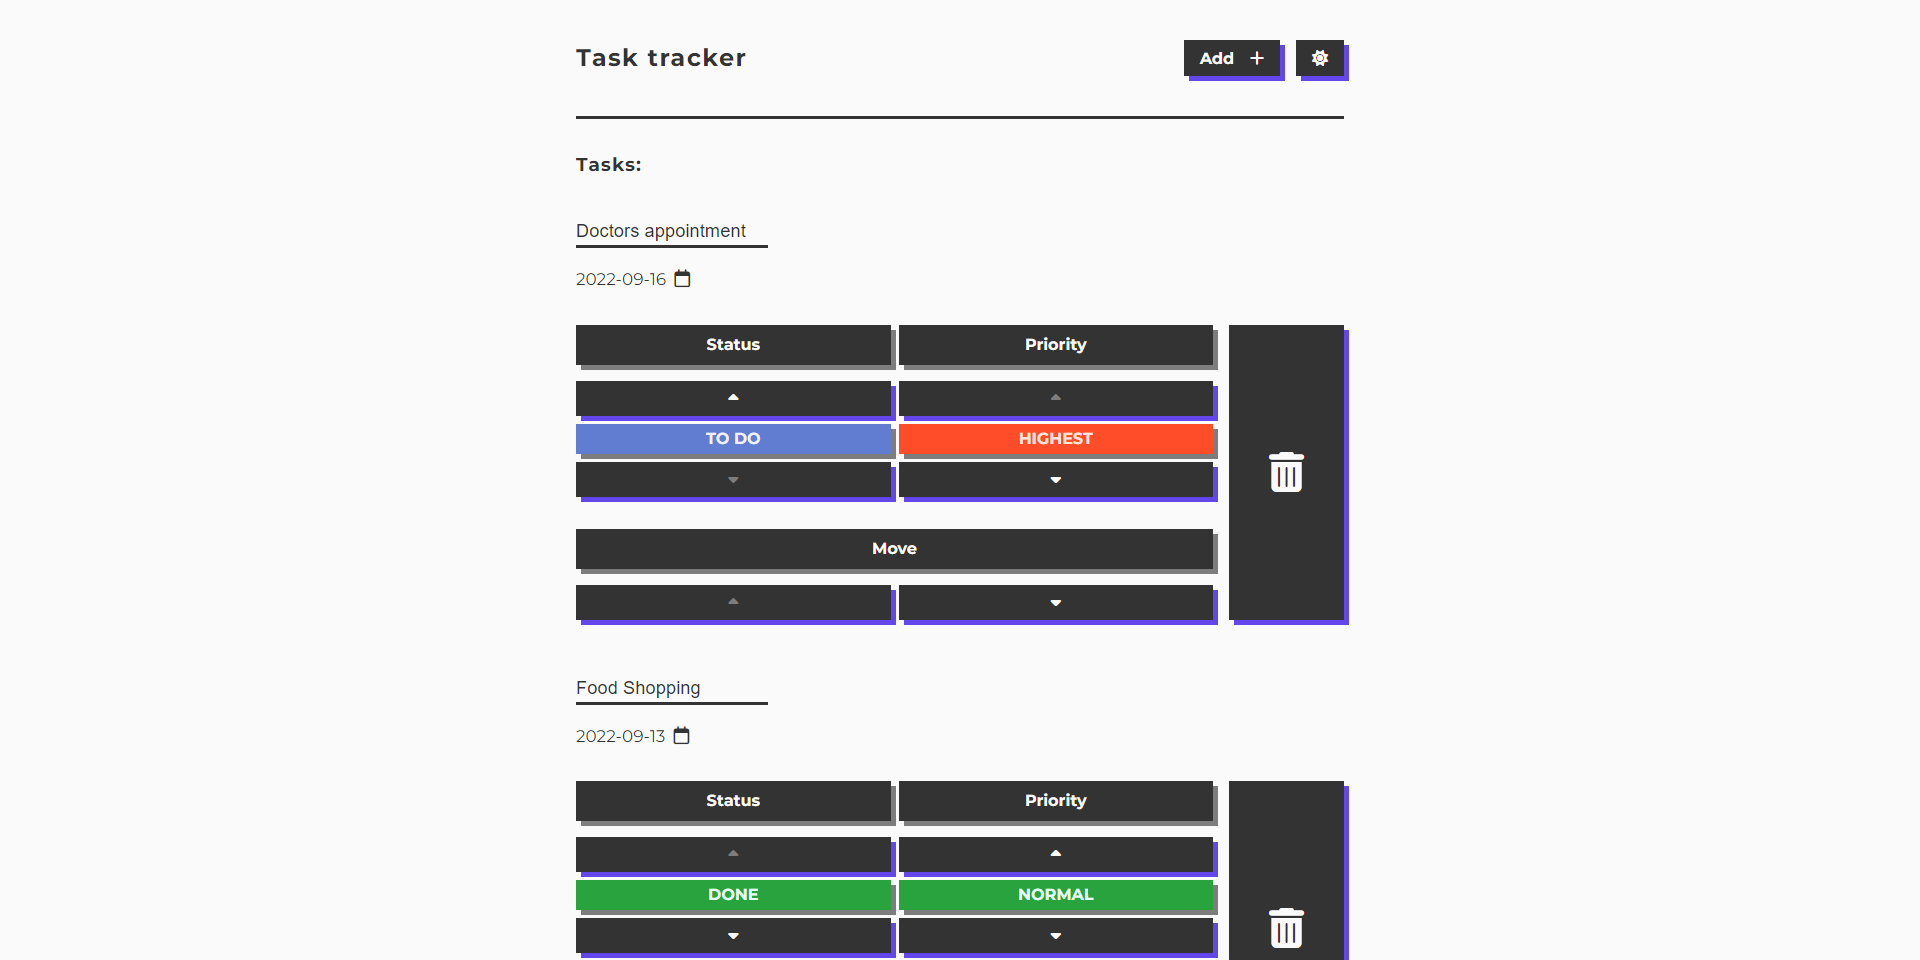 Task tracker
Add
Tasks:
Doctors appointment
2022-09-16
Status Priority
TO DO HIGHEST
Move
Food Shopping
2022-09-13
Status Priority
DONE NORMAL